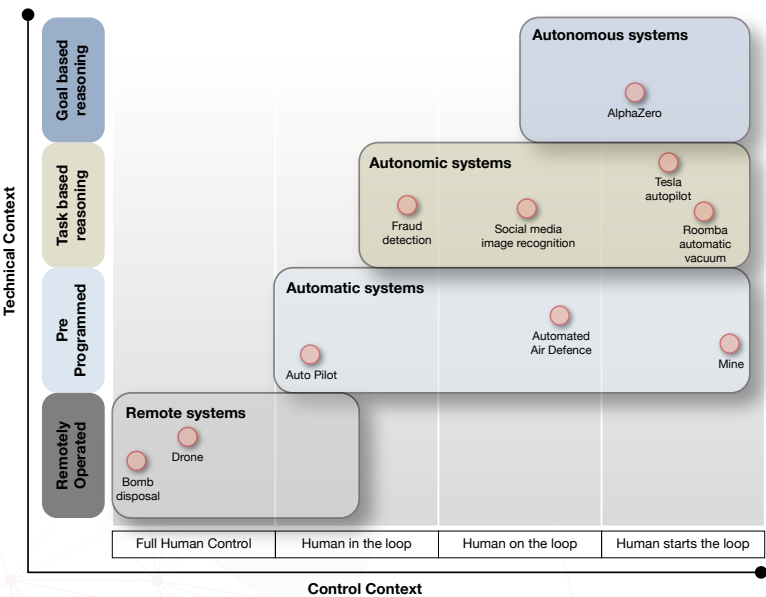 Technical Context
Goal based
reasoning
Autonomous systems
AlphaZero
Task based
reasoning
Autonomic systems
Fraud
detection
Social media
image recognition
Tesla
autopilot
Roomba
automatic
vacuum
Pre
Programmed
Automatic systems
Auto Pilot
Automated
Air Defence
Mine
Remotely
Operated
Remote systems
Drone
Bomb
disposal
Full Human Control
Human in the loop
Human on the loop
Human starts the loop
Control Context